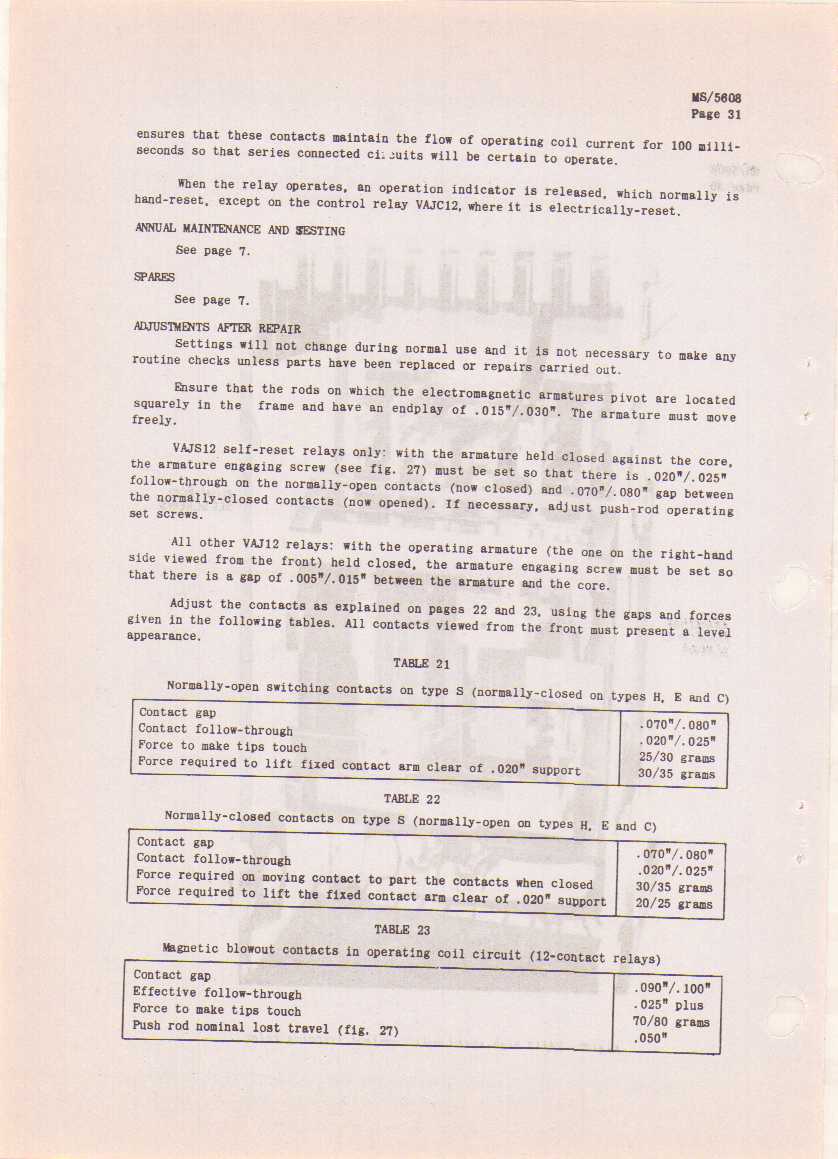 MS/5608
Page 31
ensures that these contacts maintain the flow of operating coil current for 100 milli-
seconds so that series connected circuits will be certain to operate.
When the relay operates, an operation indicator is released, which normally is
hand-reset, except on the control relay VAJC12, where it is electrically-reset.
ANNUAL MAINTENANCE AND TESTING
See page 7.
SPARES
See page 7.
ADJUSTMENTS AFTER REPAIR
Settings will not change during normal use and it is not necessary to make any
routine checks unless parts have been replaced or repairs carried out.
Ensure that the rods on which the electromagnetic armatures pivot are located
squarely in the frame and have an endplay of .015"/.030". The armature must move
freely.
VAJS12 self-reset relays only: with the armature held closed against the core,
the armature engaging screw (see fig. 27) must be set so that there is .020"/.025"
follow-through on the normally-open contacts (now closed) and .070"/.080" gap between
the normally-closed contacts (now opened). If necessary, adjust push-rod operating
set screws.
All other VAJ12 relays: with the operating armature (the one on the right-hand
side viewed from the front) held closed, the armature engaging screw must be set so
that there is a gap of .005"/.015" between the armature and the core.
Adjust the contacts as explained on pages 22 and 23, using the gaps and forces
given in the following tables. All contacts viewed from the front must present a level
appearance.
TABLE 21
Normally-open switching contacts on type S (normally-closed on types H, E and C)
Contact gap .070"/.080"
Contact follow-through .020"/.025"
Force to make tips touch 25/30 grams
Force required to lift fixed contact arm clear of .020" support 30/35 grams
TABLE 22
Normally-closed contacts on type S (normally-open on types H, E and C)
Contact gap .070"/.080"
Contact follow-through .020"/.025"
Force required on moving contact to part the contacts when closed 30/35 grams
Force required to lift the fixed contact arm clear of .020" support 20/25 grams
TABLE 23
Magnetic blowout contacts in operating coil circuit (12-contact relays)
Contact gap .090"/.100"
Effective follow-through .025" plus
Force to make tips touch 70/80 grams
Push rod nominal lost travel (fig. 27) .050"